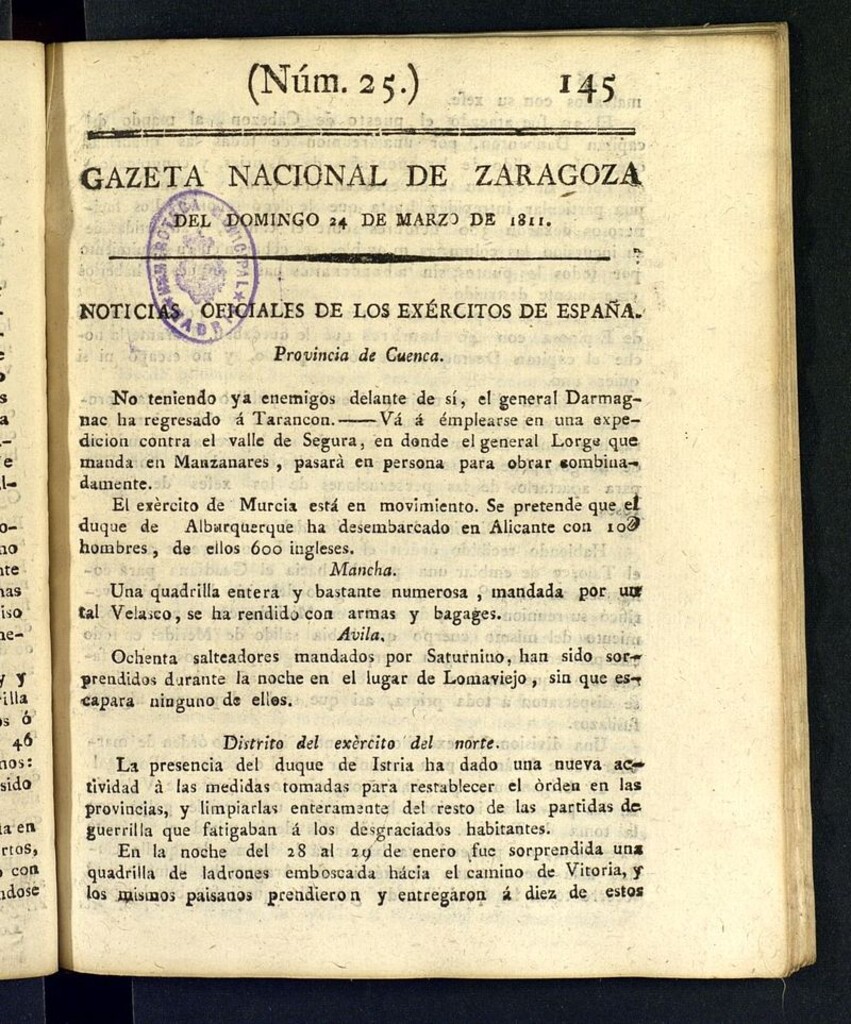 (Núm. 25.) 145
GAZETA NACIONAL DE ZARAGOZA
DEL DOMINGO 24 DE MARZO DE 1811.
HEMEROTECA MUNICIPAL
★ MADRID ★
NOTICIAS OFICIALES DE LOS EXÉRCITOS DE ESPAÑA.
Provincia de Cuenca.
No teniendo ya enemigos delante de sí, el general Darmag-
nac ha regresado á Tarancon.——Vá á émplearse en una expe-
dicion contra el valle de Segura, en donde el general Lorge que
manda en Manzanares, pasará en persona para obrar combina-
damente.
El exèrcito de Murcia está en movimiento. Se pretende que el
duque de Alburquerque ha desembarcado en Alicante con
hombres, de ellos 600 ingleses.
Mancha.
Una quadrilla entera y bastante numerosa, mandada por un
tal Velasco, se ha rendido con armas y bagages.
Avila.
Ochenta salteadores mandados por Saturnino, han sido sor-
prendidos durante la noche en el lugar de Lomaviejo, sin que es-
capara ninguno de ellos.
Distrito del exèrcito del norte.
La presencia del duque de Istria ha dado una nueva ac-
tividad à las medidas tomadas para restablecer el òrden en las
provincias, y limpiarlas enteramente del resto de las partidas de
guerrilla que fatigaban á los desgraciados habitantes.
En la noche del 28 al 29 de enero fue sorprendida una
quadrilla de ladrones emboscada hácia el camino de Vitoria, y
los mismos paisanos prendieron y entregaron á diez de estos